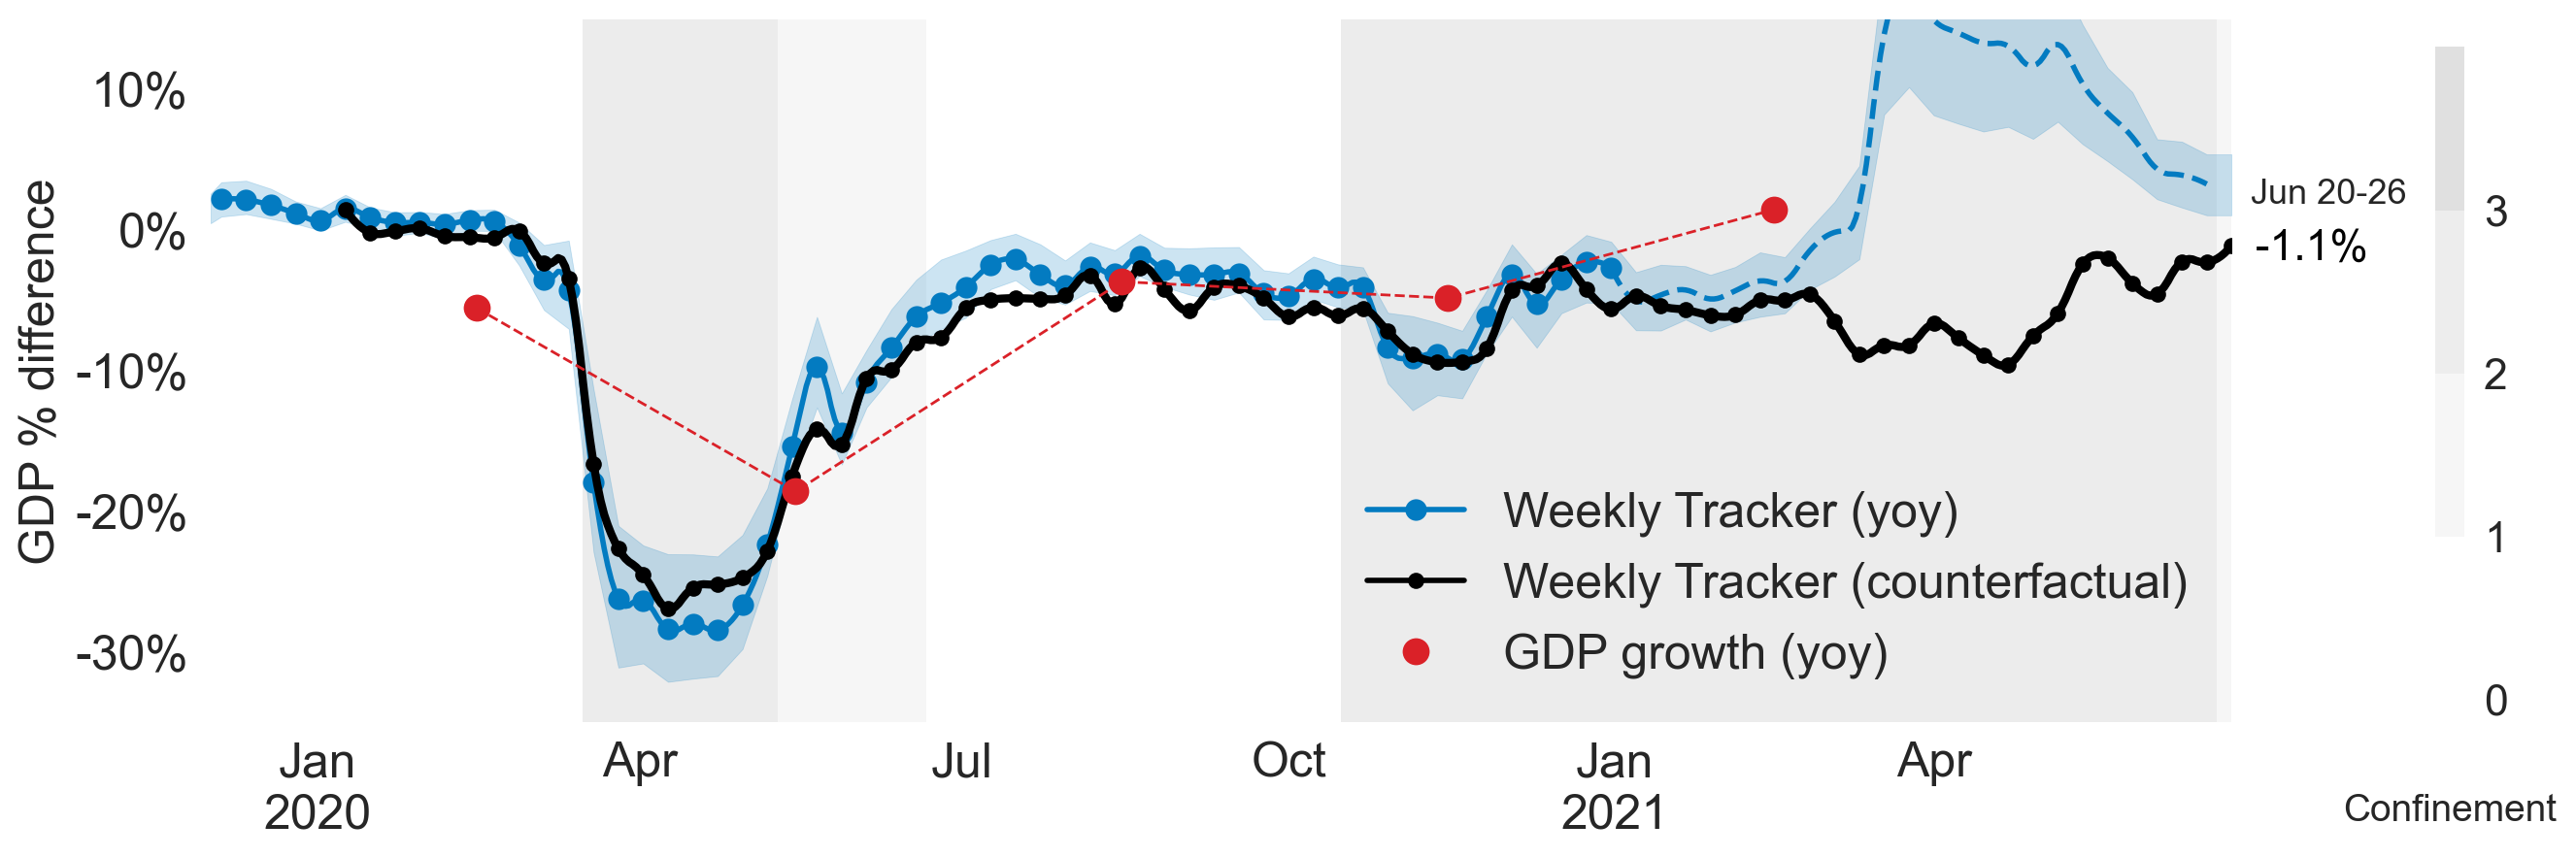 GDP % difference
10%
0%
-10%
-20%
-30%
Jan
2020
Apr
Jul
Oct
Jan
2021
Apr
Weekly Tracker (yoy)
Weekly Tracker (counterfactual)
GDP growth (yoy)
Jun 20-26
-1.1%
3
2
1
0
Confinement